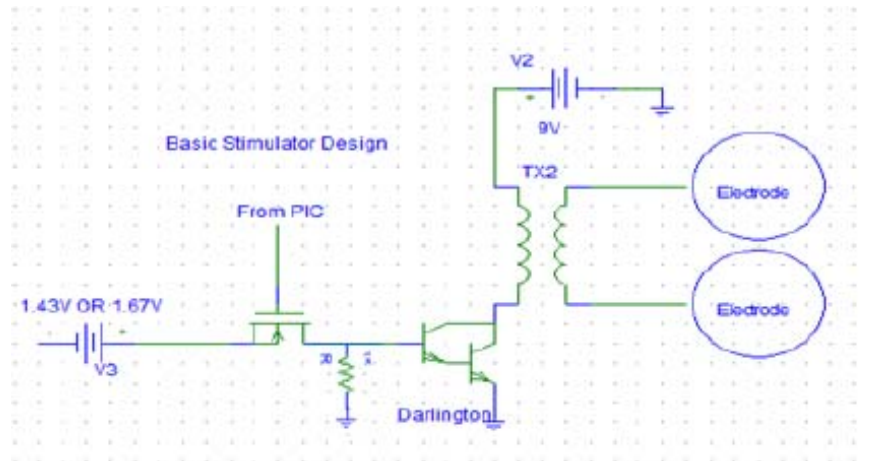 V2
9V
Basic Stimulator Design
TX2
Electrode
From PIC
1.43V OR 1.67V
V3
Electrode
Darlington